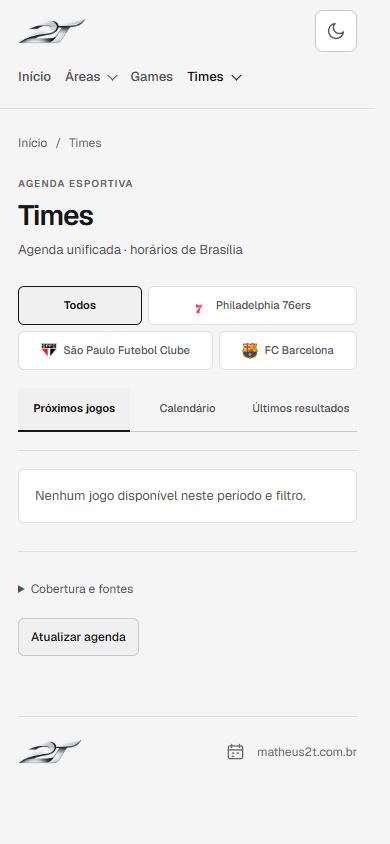 2T
Início Áreas Games Times
Início / Times
AGENDA ESPORTIVA
Times
Agenda unificada · horários de Brasília
Todos
Philadelphia 76ers
São Paulo Futebol Clube
FC Barcelona
Próximos jogos
Calendário
Últimos resultados
Nenhum jogo disponível neste período e filtro.
Cobertura e fontes
Atualizar agenda
2T
matheus2t.com.br